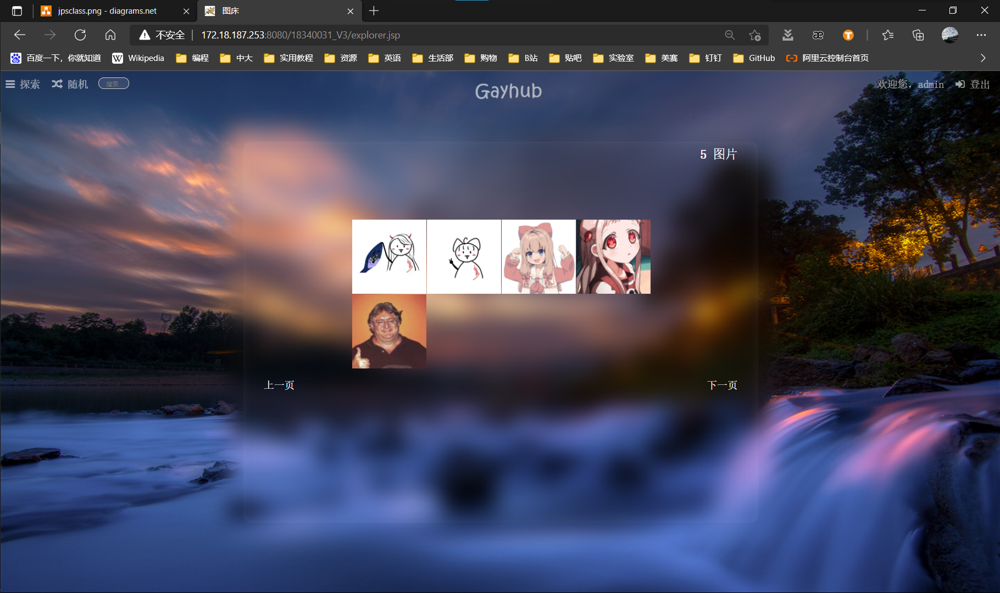 jpsclass.png - diagrams.net
图床
不安全 172.18.187.253:8080/18340031_V3/explorer.jsp
百度一下，你就知道 Wikipedia 编程 中大 实用教程 资源 英语 生活部 购物 B站 贴吧 实验室 美赛 钉钉 GitHub 阿里云控制台首页
探索 随机 搜索... Gayhub 欢迎您，admin 登出
5 图片
上一页 下一页